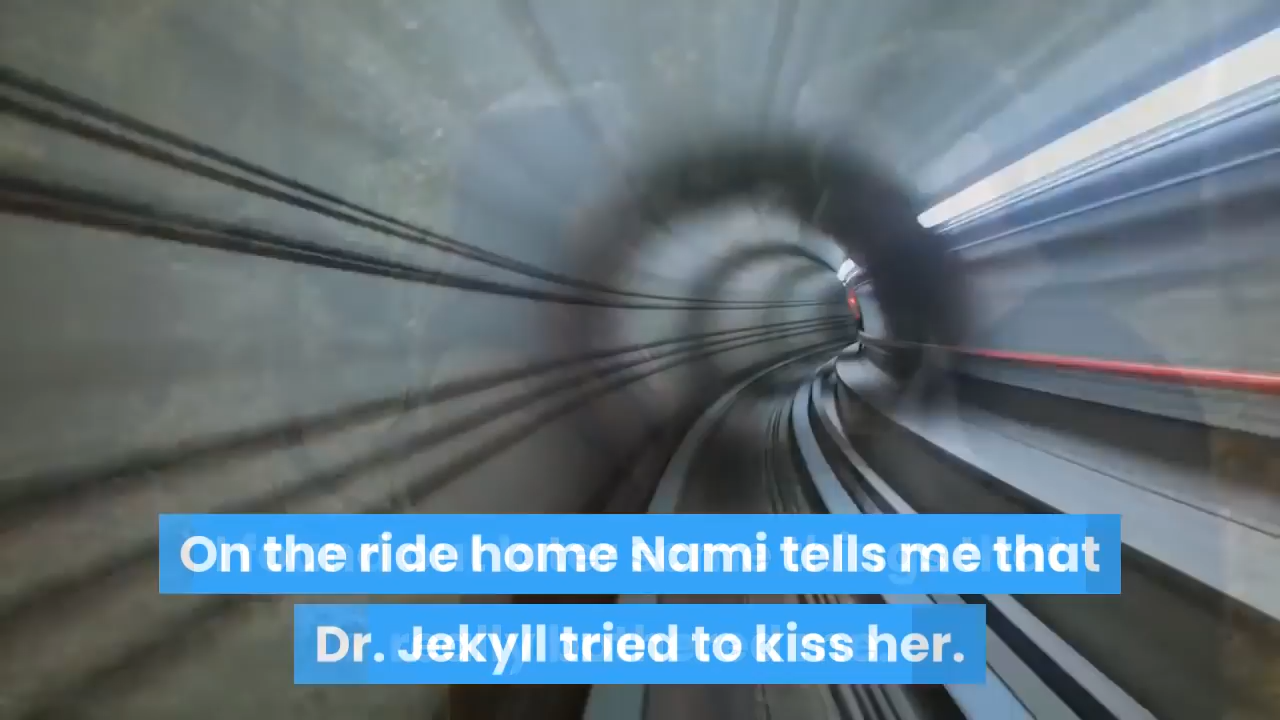 On the ride home Nami tells me that
Dr. Jekyll tried to kiss her.